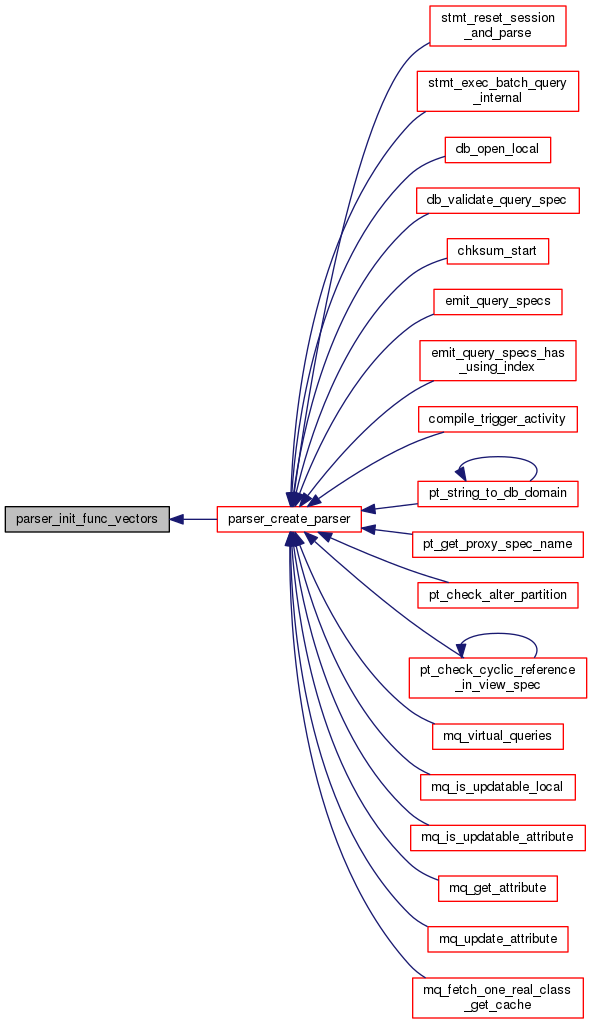 stmt_reset_session
_and_parse
stmt_exec_batch_query
_internal
db_open_local
db_validate_query_spec
chksum_start
emit_query_specs
emit_query_specs_has
_using_index
compile_trigger_activity
pt_string_to_db_domain
parser_init_func_vectors
parser_create_parser
pt_get_proxy_spec_name
pt_check_alter_partition
pt_check_cyclic_reference
_in_view_spec
mq_virtual_queries
mq_is_updatable_local
mq_is_updatable_attribute
mq_get_attribute
mq_update_attribute
mq_fetch_one_real_class
_get_cache